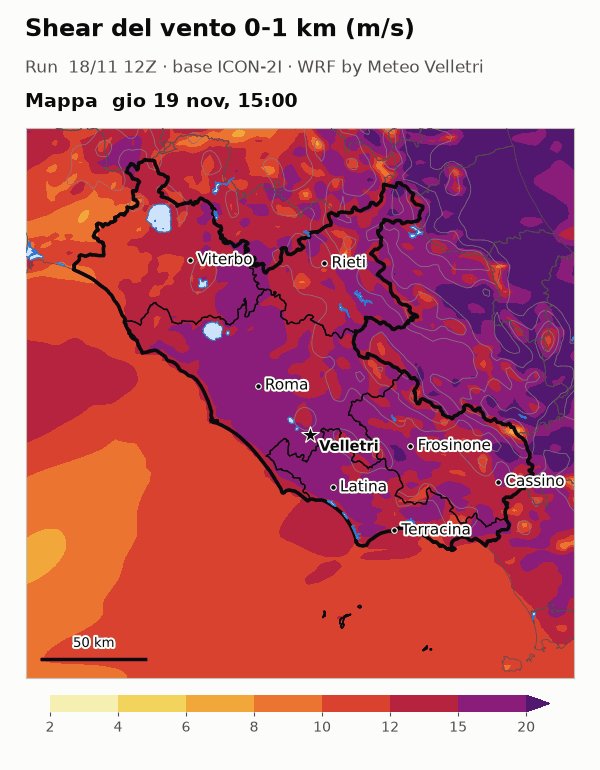 Shear del vento 0-1 km (m/s)
Run  18/11 12Z · base ICON-2I · WRF by Meteo Velletri
Mappa  gio 19 nov, 15:00
Viterbo
Rieti
Roma
Velletri
Frosinone
Cassino
Latina
Terracina
50 km
2 4 6 8 10 12 15 20